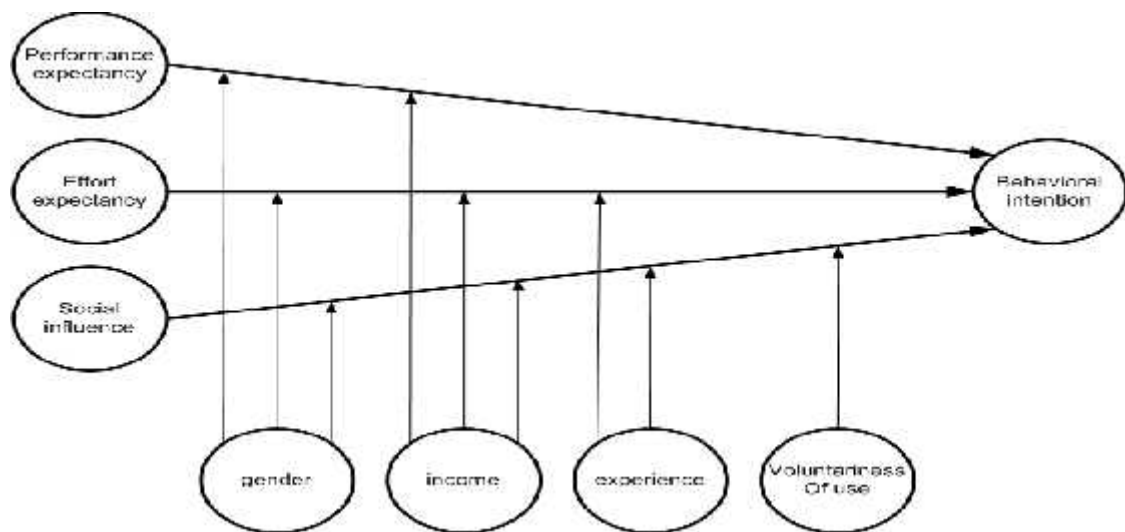 Performance
expectancy
Effort
expectancy
Behavioral
intention
Social
influence
gender
income
experience
Voluntariness
Of use